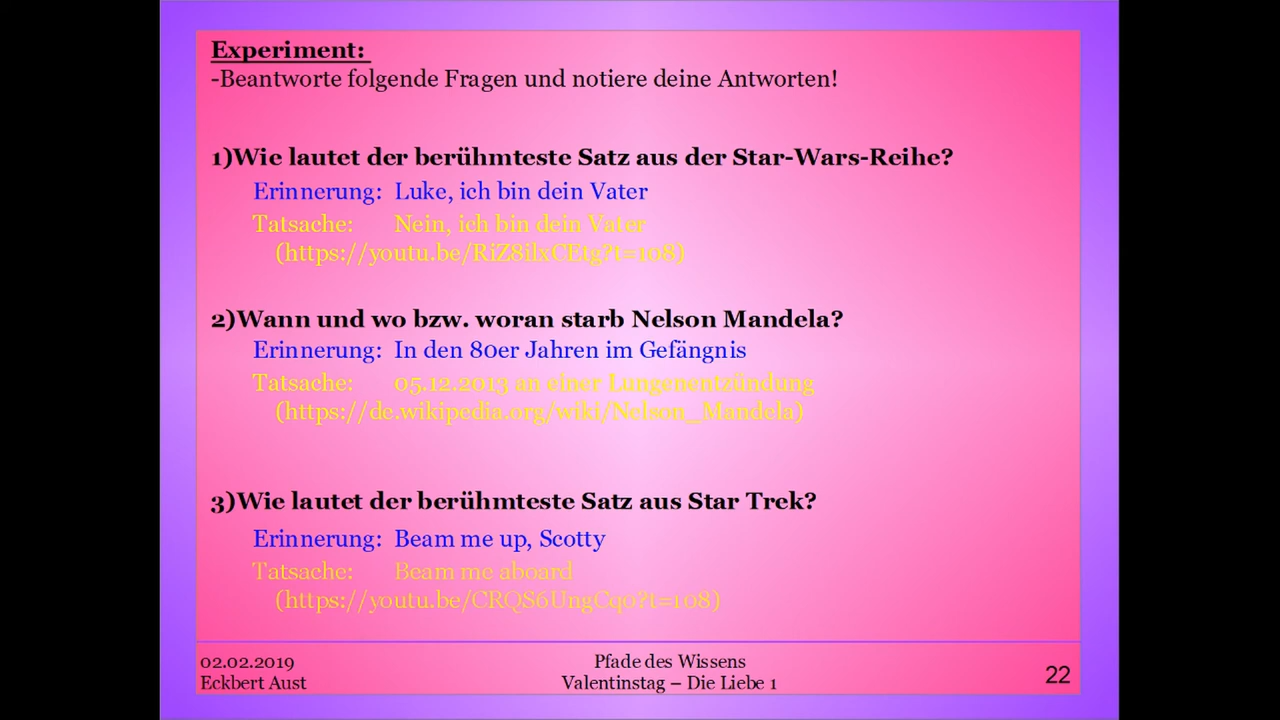 Experiment:
-Beantworte folgende Fragen und notiere deine Antworten!
1)Wie lautet der berühmteste Satz aus der Star-Wars-Reihe?
Erinnerung: Luke, ich bin dein Vater
Tatsache: Nein, ich bin dein Vater
(https://youtu.be/RiZ8ilxCEtg?t=108)
2)Wann und wo bzw. woran starb Nelson Mandela?
Erinnerung: In den 80er Jahren im Gefängnis
Tatsache: 05.12.2013 an einer Lungenentzündung
(https://de.wikipedia.org/wiki/Nelson_Mandela)
3)Wie lautet der berühmteste Satz aus Star Trek?
Erinnerung: Beam me up, Scotty
Tatsache: Beam me aboard
(https://youtu.be/CRQS6UngCq0?t=108)
02.02.2019
Eckbert Aust
Pfade des Wissens
Valentinstag – Die Liebe 1
22